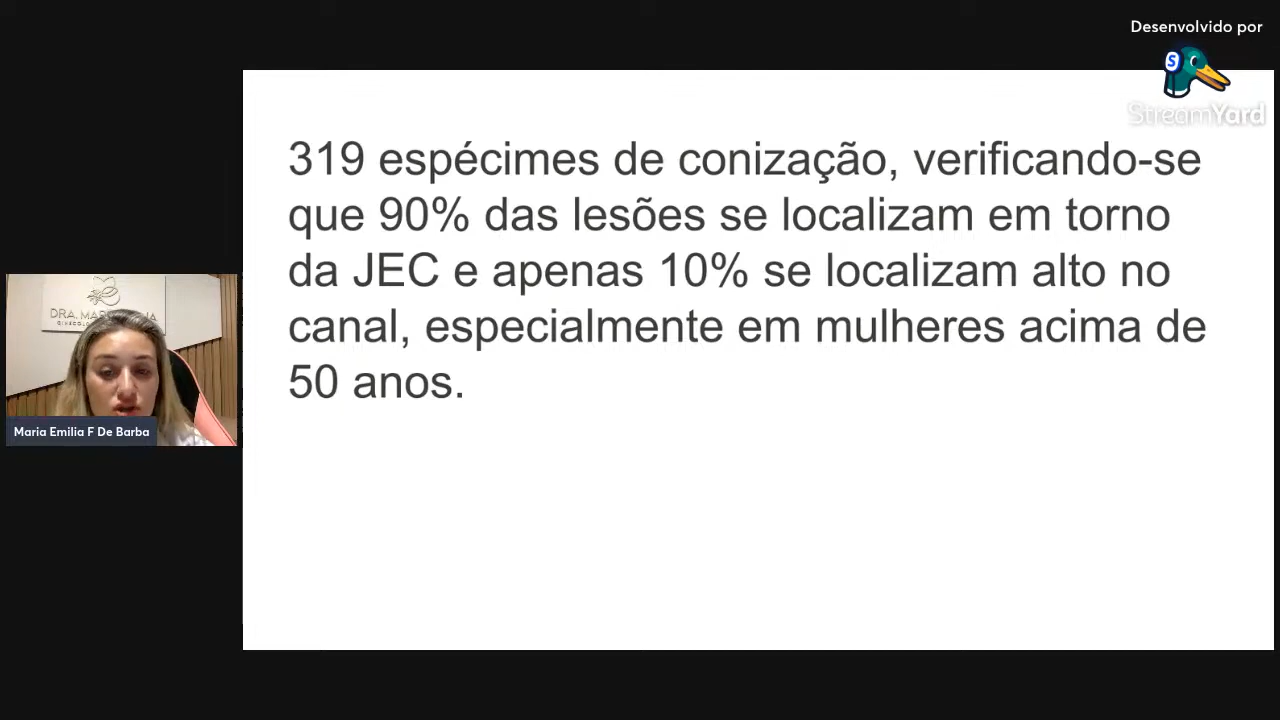 Desenvolvido por
StreamYard
319 espécimes de conização, verificando-se
que 90% das lesões se localizam em torno
da JEC e apenas 10% se localizam alto no
canal, especialmente em mulheres acima de
50 anos.
Maria Emilia F De Barba